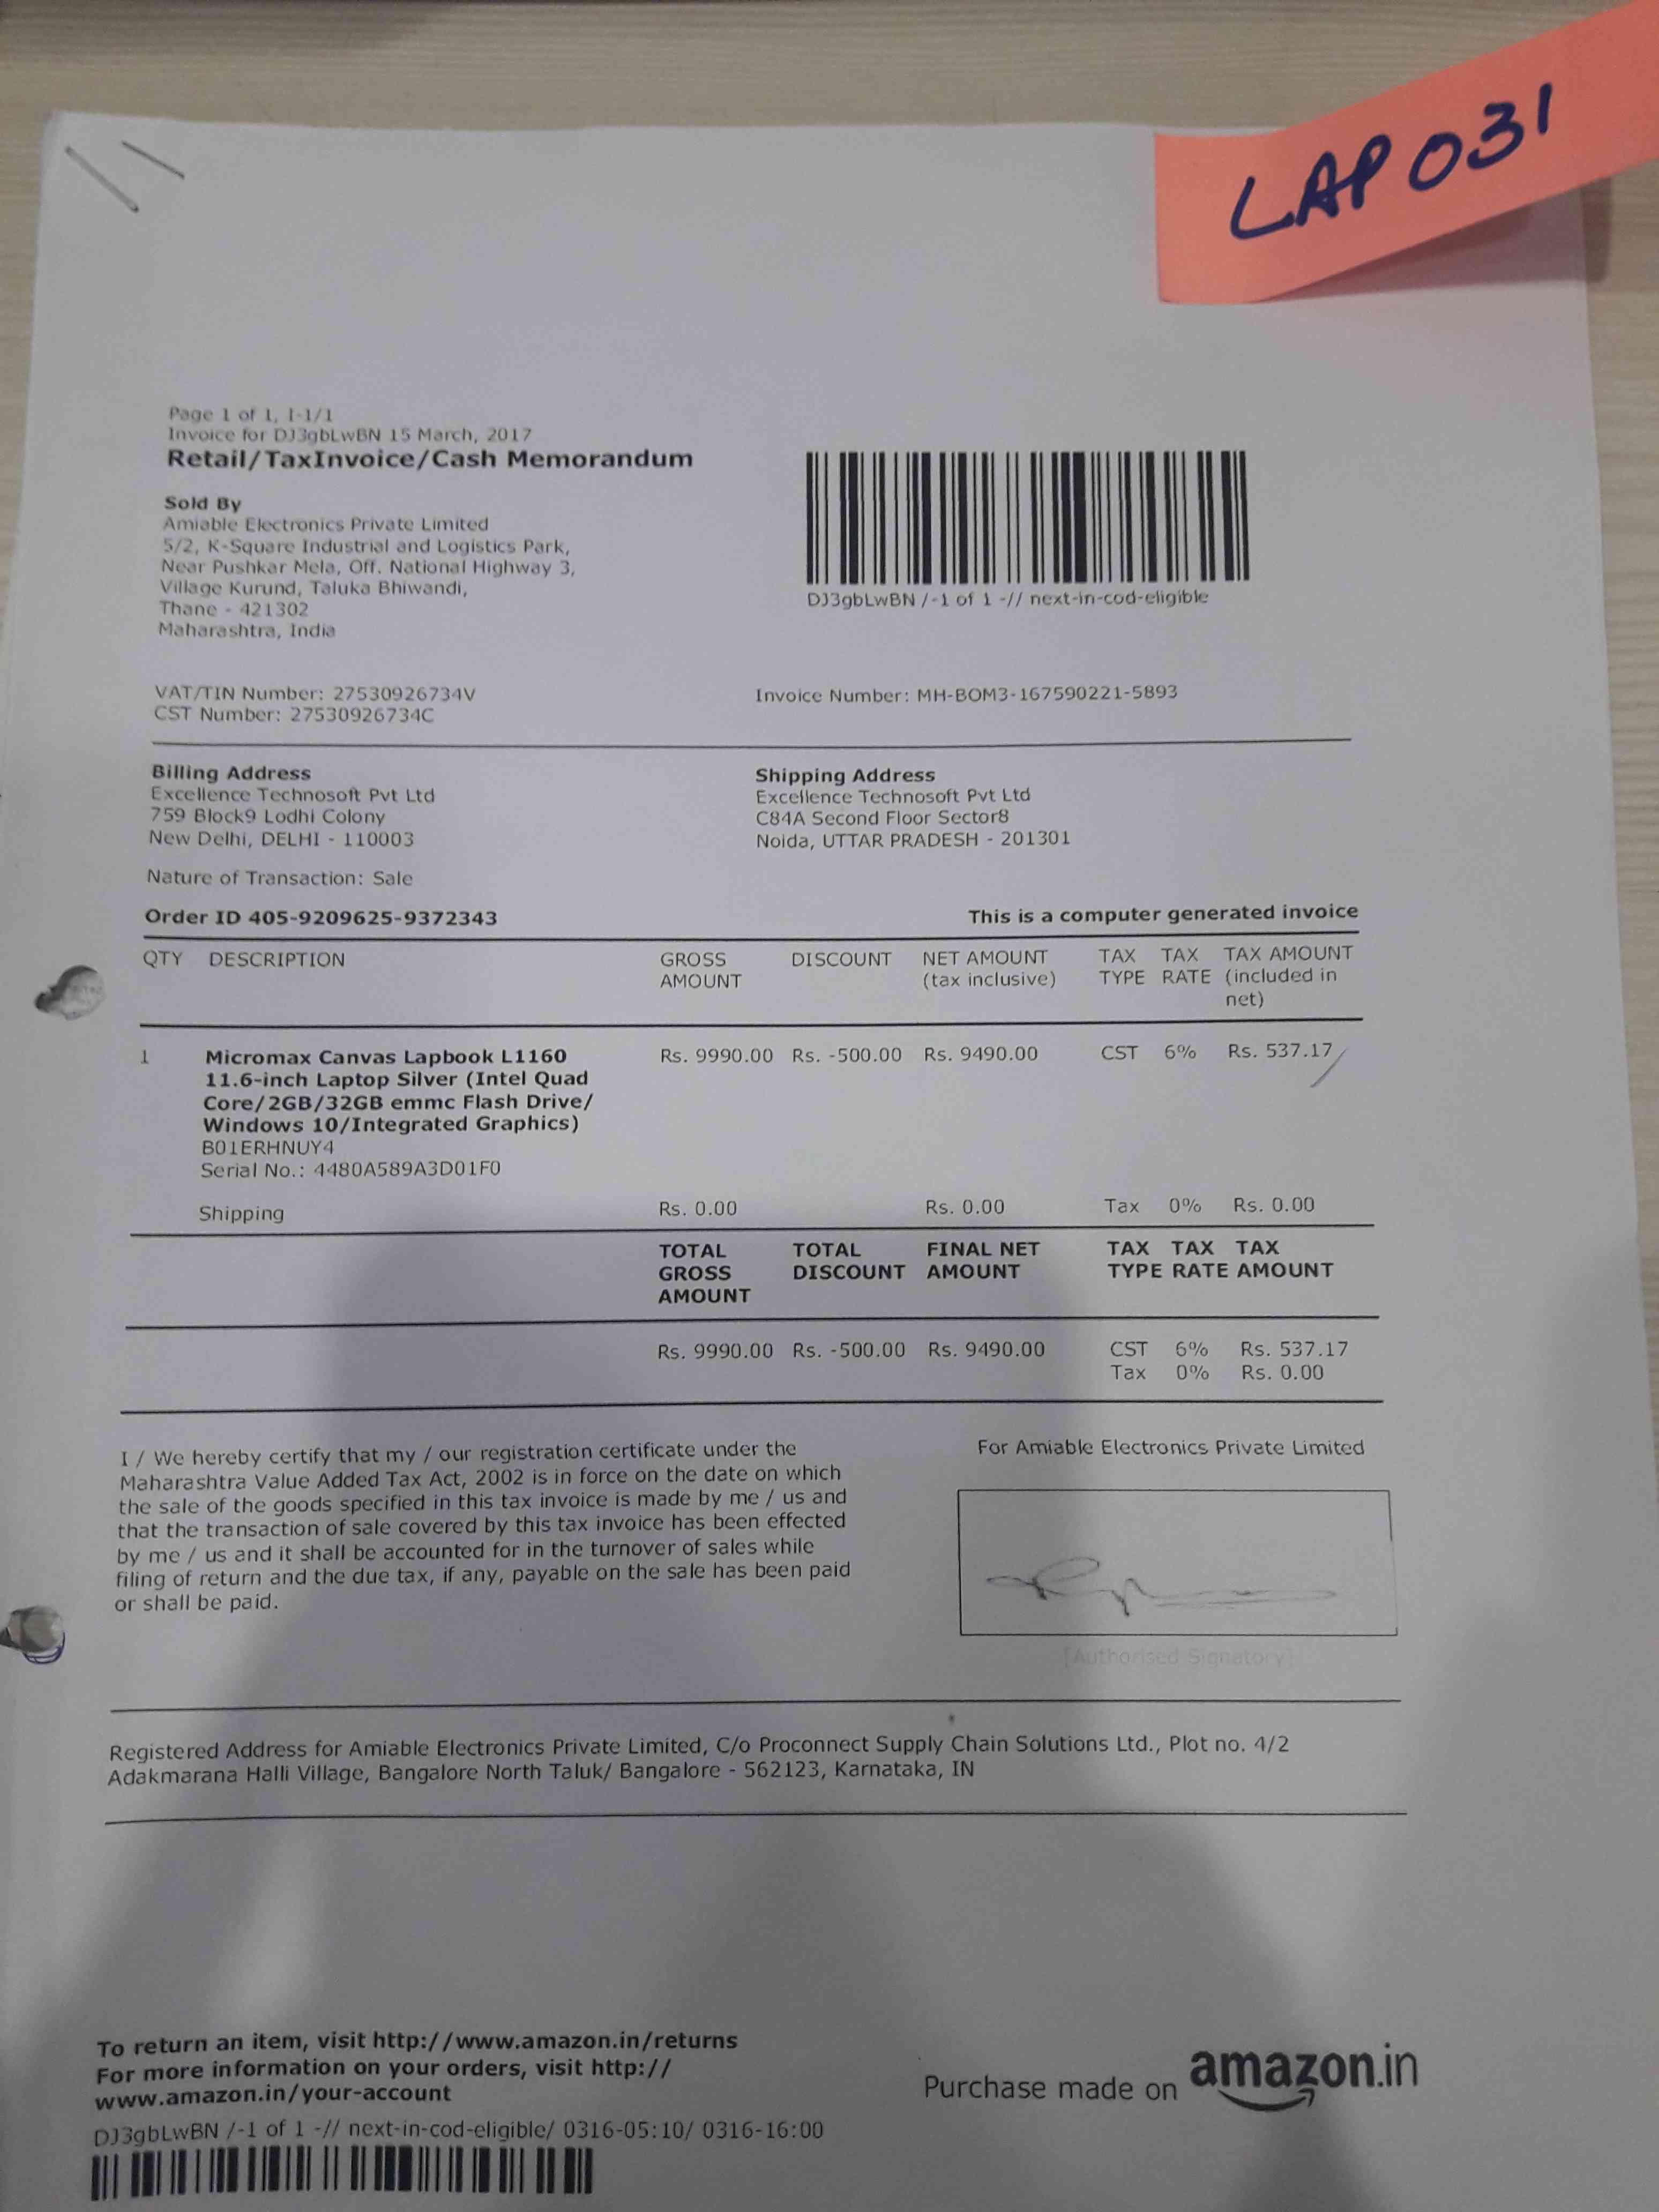 LAP 031
Page 1 of 1, I-1/1
Invoice for DJ3gbLwBN 15 March, 2017
Retail/TaxInvoice/Cash Memorandum
Sold By
Amiable Electronics Private Limited
5/2, K-Square Industrial and Logistics Park,
Near Pushkar Mela, Off. National Highway 3,
Village Kurund, Taluka Bhiwandi,
Thane - 421302
Maharashtra, India
DJ3gbLwBN /-1 of 1 -// next-in-cod-eligible
VAT/TIN Number: 27530926734V
CST Number: 27530926734C
Invoice Number: MH-BOM3-167590221-5893
Billing Address
Excellence Technosoft Pvt Ltd
759 Block9 Lodhi Colony
New Delhi, DELHI - 110003
Shipping Address
Excellence Technosoft Pvt Ltd
C84A Second Floor Sector8
Noida, UTTAR PRADESH - 201301
Nature of Transaction: Sale
Order ID 405-9209625-9372343 This is a computer generated invoice
QTY DESCRIPTION GROSS DISCOUNT NET AMOUNT TAX TAX TAX AMOUNT
AMOUNT (tax inclusive) TYPE RATE (included in
net)
1 Micromax Canvas Lapbook L1160 Rs. 9990.00 Rs. -500.00 Rs. 9490.00 CST 6% Rs. 537.17
11.6-inch Laptop Silver (Intel Quad
Core/2GB/32GB emmc Flash Drive/
Windows 10/Integrated Graphics)
B01ERHNUY4
Serial No.: 4480A589A3D01F0
Shipping Rs. 0.00 Rs. 0.00 Tax 0% Rs. 0.00
TOTAL TOTAL FINAL NET TAX TAX TAX
GROSS DISCOUNT AMOUNT TYPE RATE AMOUNT
AMOUNT
Rs. 9990.00 Rs. -500.00 Rs. 9490.00 CST 6% Rs. 537.17
Tax 0% Rs. 0.00
I / We hereby certify that my / our registration certificate under the
Maharashtra Value Added Tax Act, 2002 is in force on the date on which
the sale of the goods specified in this tax invoice is made by me / us and
that the transaction of sale covered by this tax invoice has been effected
by me / us and it shall be accounted for in the turnover of sales while
filing of return and the due tax, if any, payable on the sale has been paid
or shall be paid.
For Amiable Electronics Private Limited
[Authorised Signatory]
Registered Address for Amiable Electronics Private Limited, C/o Proconnect Supply Chain Solutions Ltd., Plot no. 4/2
Adakmarana Halli Village, Bangalore North Taluk/ Bangalore - 562123, Karnataka, IN
To return an item, visit http://www.amazon.in/returns
For more information on your orders, visit http://
www.amazon.in/your-account
Purchase made on amazon.in
DJ3gbLwBN /-1 of 1 -// next-in-cod-eligible/ 0316-05:10/ 0316-16:00